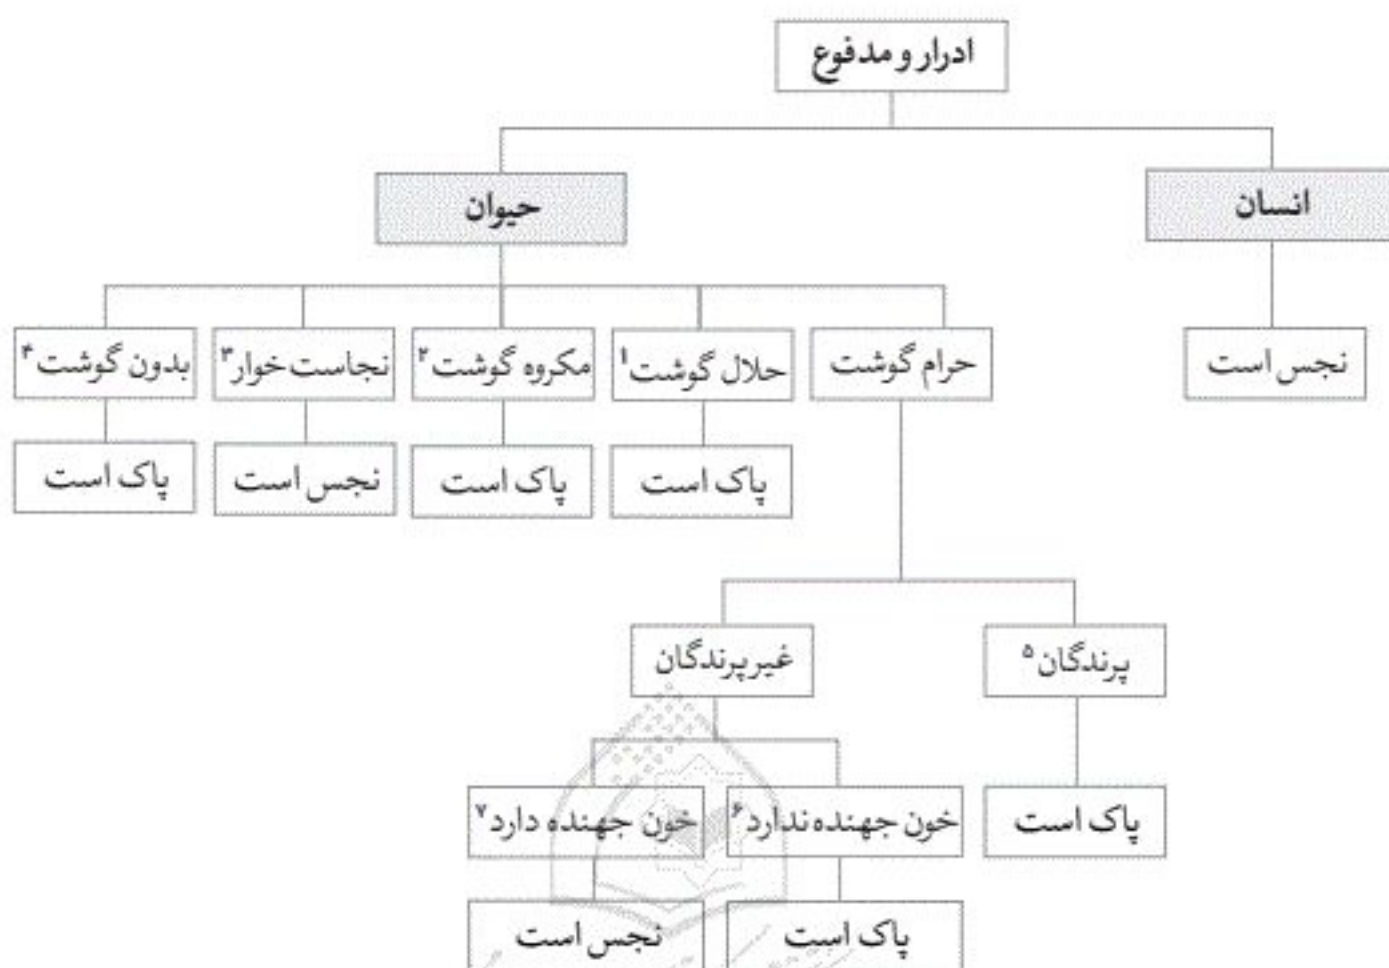 ادرار و مدفوع
انسان
حیوان
نجس است
حرام گوشت
حلال گوشت۱
مکروه گوشت۲
نجاست خوار۳
بدون گوشت۴
پاک است
پاک است
نجس است
پاک است
پرندگان۵
غیرپرندگان
پاک است
خون جهنده ندارد۶
خون جهنده دارد۷
پاک است
نجس است